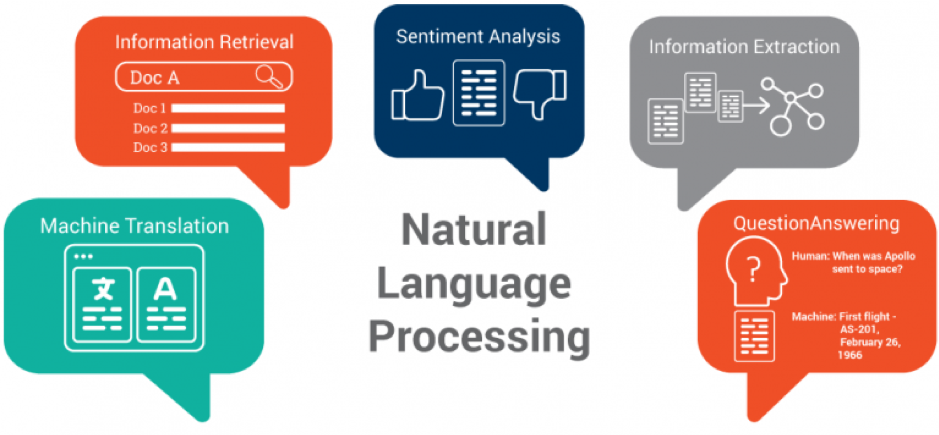 Information Retrieval
Doc A
Doc 1
Doc 2
Doc 3
Sentiment Analysis
Information Extraction
Machine Translation
文 A
Natural
Language
Processing
QuestionAnswering
?
Human: When was Apollo
sent to space?
Machine: First flight -
AS-201,
February 26,
1966